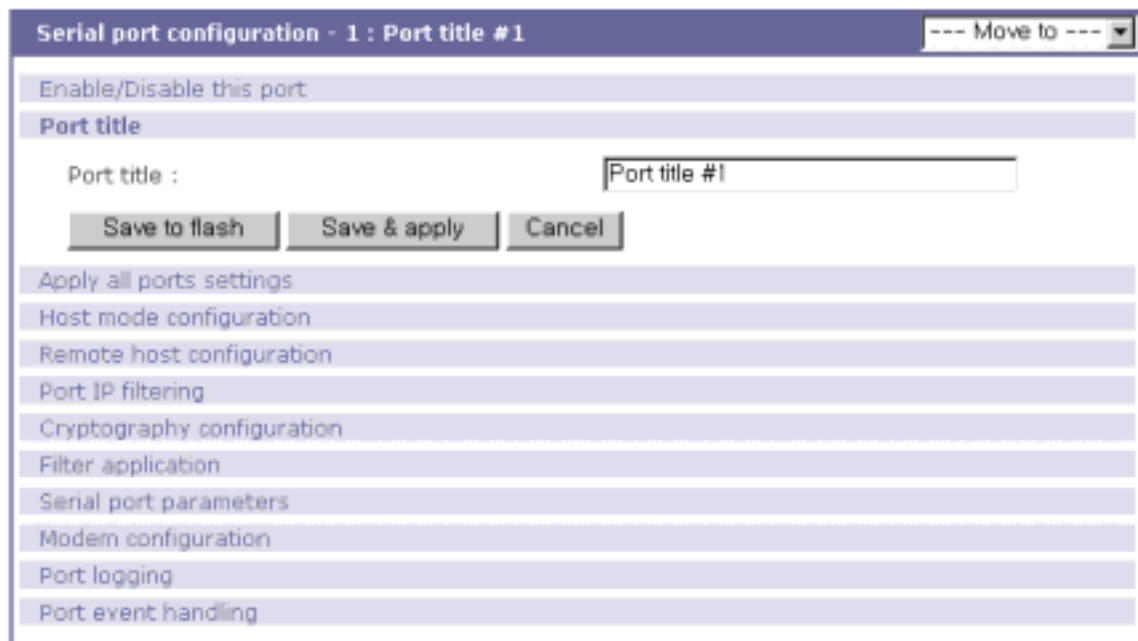 Serial port configuration - 1 : Port title #1 --- Move to ---
Enable/Disable this port
Port title
Port title : Port title #1
Save to flash Save & apply Cancel
Apply all ports settings
Host mode configuration
Remote host configuration
Port IP filtering
Cryptography configuration
Filter application
Serial port parameters
Modem configuration
Port logging
Port event handling